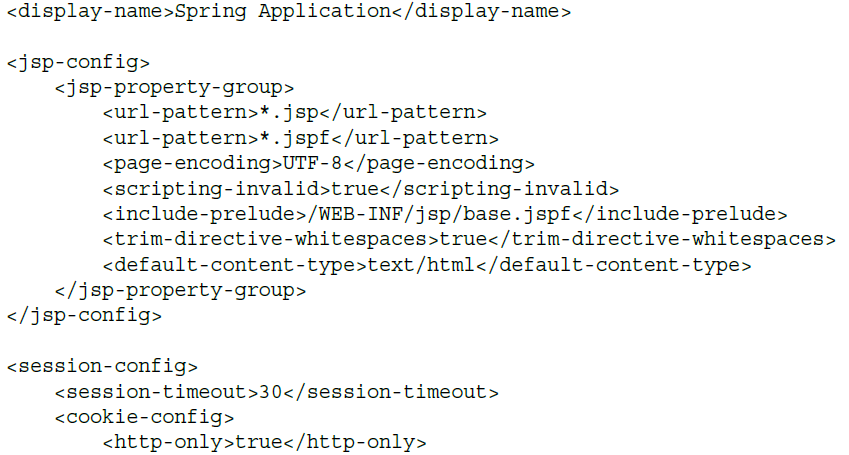 <display-name>Spring Application</display-name>

<jsp-config>
    <jsp-property-group>
        <url-pattern>*.jsp</url-pattern>
        <url-pattern>*.jspf</url-pattern>
        <page-encoding>UTF-8</page-encoding>
        <scripting-invalid>true</scripting-invalid>
        <include-prelude>/WEB-INF/jsp/base.jspf</include-prelude>
        <trim-directive-whitespaces>true</trim-directive-whitespaces>
        <default-content-type>text/html</default-content-type>
    </jsp-property-group>
</jsp-config>

<session-config>
    <session-timeout>30</session-timeout>
    <cookie-config>
        <http-only>true</http-only>